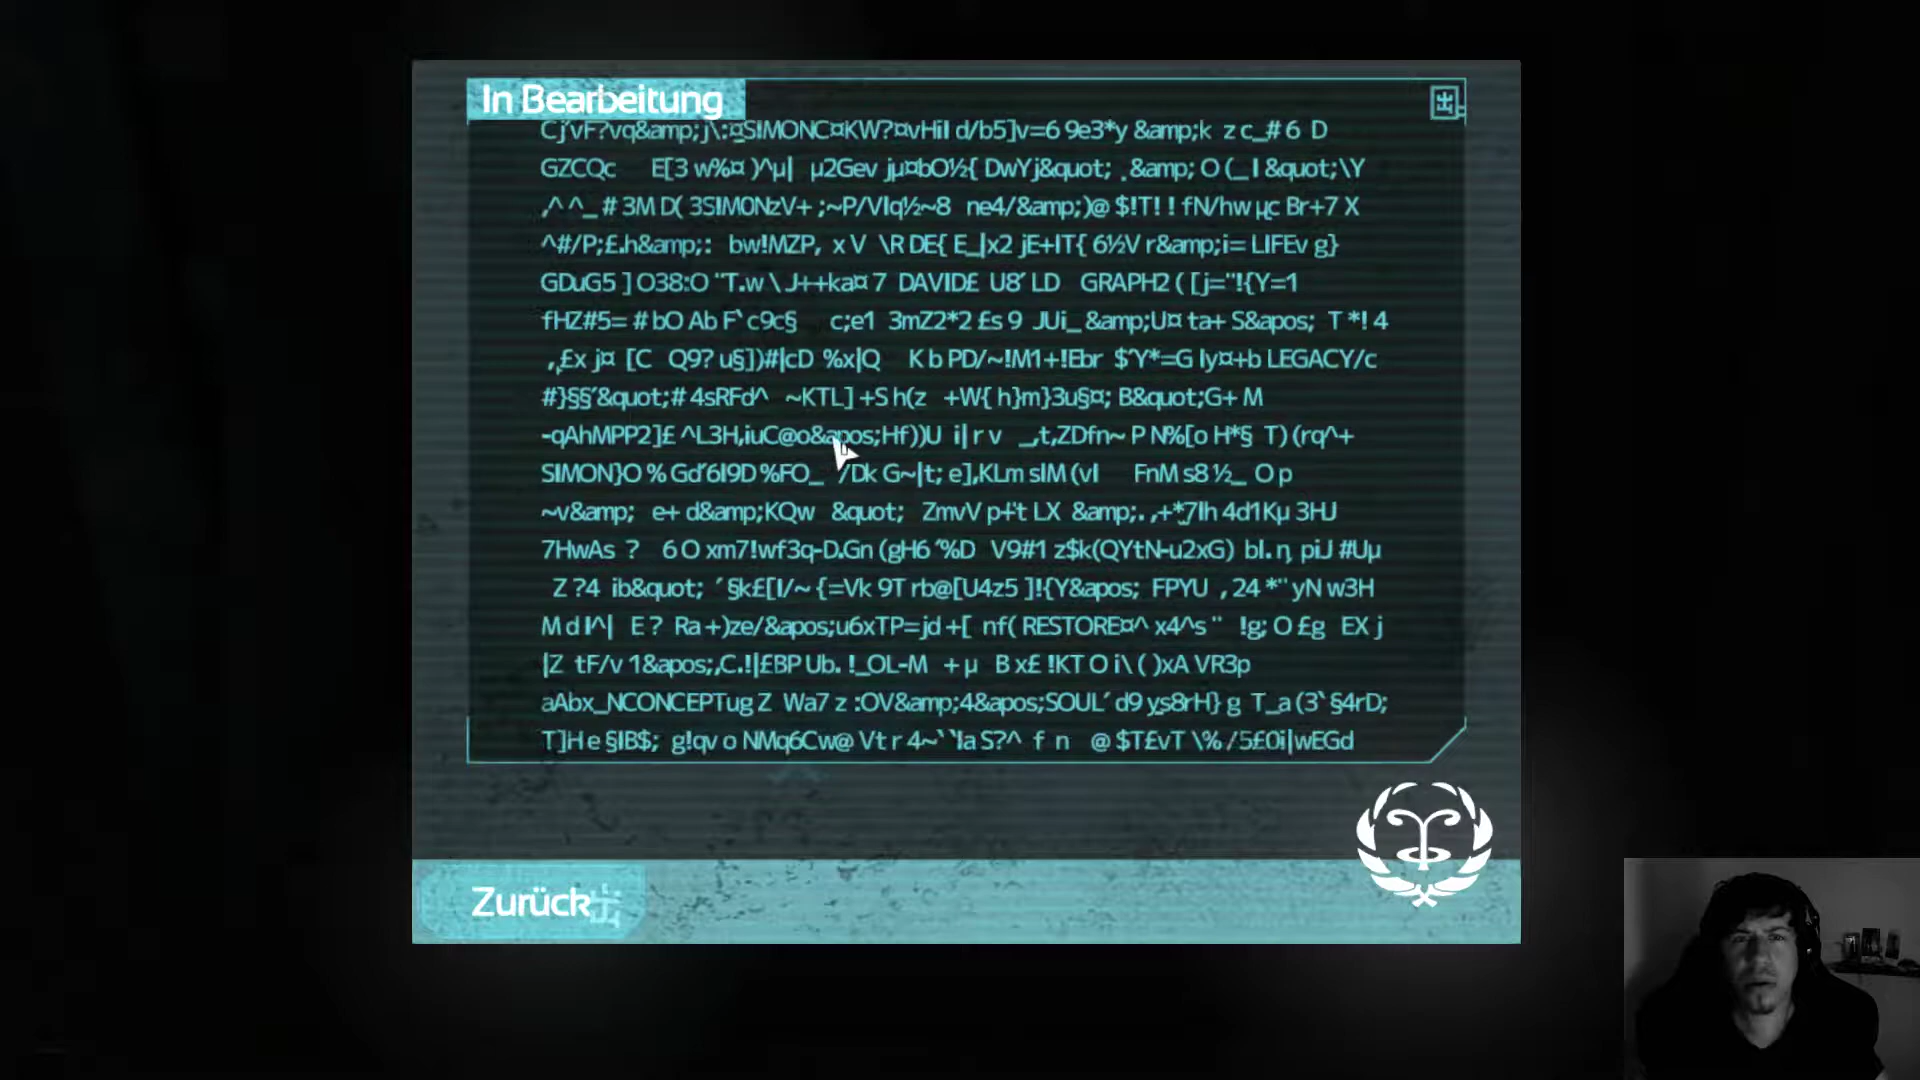 In Bearbeitung
Cj'vF?vq&amp;j\:¤SIMONC¤KW?¤vHiI d/b5]v=6 9e3*y &amp;k z c_# 6 D
GZCQc E[3 w%¤ )^µ| µ2Gev jµ¤bO½{ DwYj&quot; ¸&amp; O (_ I &quot;\Y
,^ ^_ # 3M D( 3SIMONzV+ ;~P/VIq½~8 ne4/&amp;)@ $!T! ! fN/hw µc Br+7 X
^#/P;£.h&amp;: bw!MZP, x V \R DE{ E_|x2 jE+IT{ 6½V r&amp;i= LIFEv g}
GDuG5 ] O38:O ¨T.w \ J++ka¤ 7 DAVID£ U8´ LD GRAPH2 ( [j=¨!{Y=1
fHZ#5= # bO Ab F`c9c§ c;e1 3mZ2*2 £s 9 JUi_ &amp;U¤ ta+ S&apos; T *! 4
,¸£x j¤ [C Q9? u§])#|cD %x|Q K b PD/~!M1+!Ebr $´Y*=G Iy¤+b LEGACY/c
#}§§´&quot;# 4sRFd^ ~KTL] +S h(z +W{ h}m}3u§¤; B&quot;G+ M
-qAhMPP2]£ ^L3H,iuC@o&apos;Hf))U i| r v _,t,ZDfn~ P N%[o H*§ T) (rq^+
SIMON}O % Gd´6I9D %FO_ /Dk G~|t; e],KLm sIM (vI FnM s8 ½_ O p
~v&amp; e+ d&amp;KQw &quot; ZmvV p+´t LX &amp;. ,+*¸7Ih 4d1Kµ 3HJ
7HwAs ? 6 O xm7!wf3q-D.Gn (gH6 ´%D V9#1 z$k(QYtN-u2xG) bI. piJ #Uµ
Z ?4 ib&quot; ´ §k£[I/~ {=Vk 9T rb@[U4z5 ]!{Y&apos; FPYU , 24 *¨ yN w3H
M d I^| E ? Ra +)ze/&apos;u6xTP=jd +[ nf( RESTORE¤^ x4^s ¨ !g; O £g EX j
|Z tF/v 1&apos;,C.!|£BP Ub. !_OL-M + µ B x£ !KT O i\ ( )xA VR3p
aAbx_NCONCEPTug Z Wa7 z :OV&amp;4&apos;SOUL´ d9 ys8rH} g T_a (3`§4rD;
T]H e §IB$; g!qv o NMq6Cw@ Vt r 4~``Ia S?^ f n @ $T£vT \% /5£0i|wEGd
Zurück